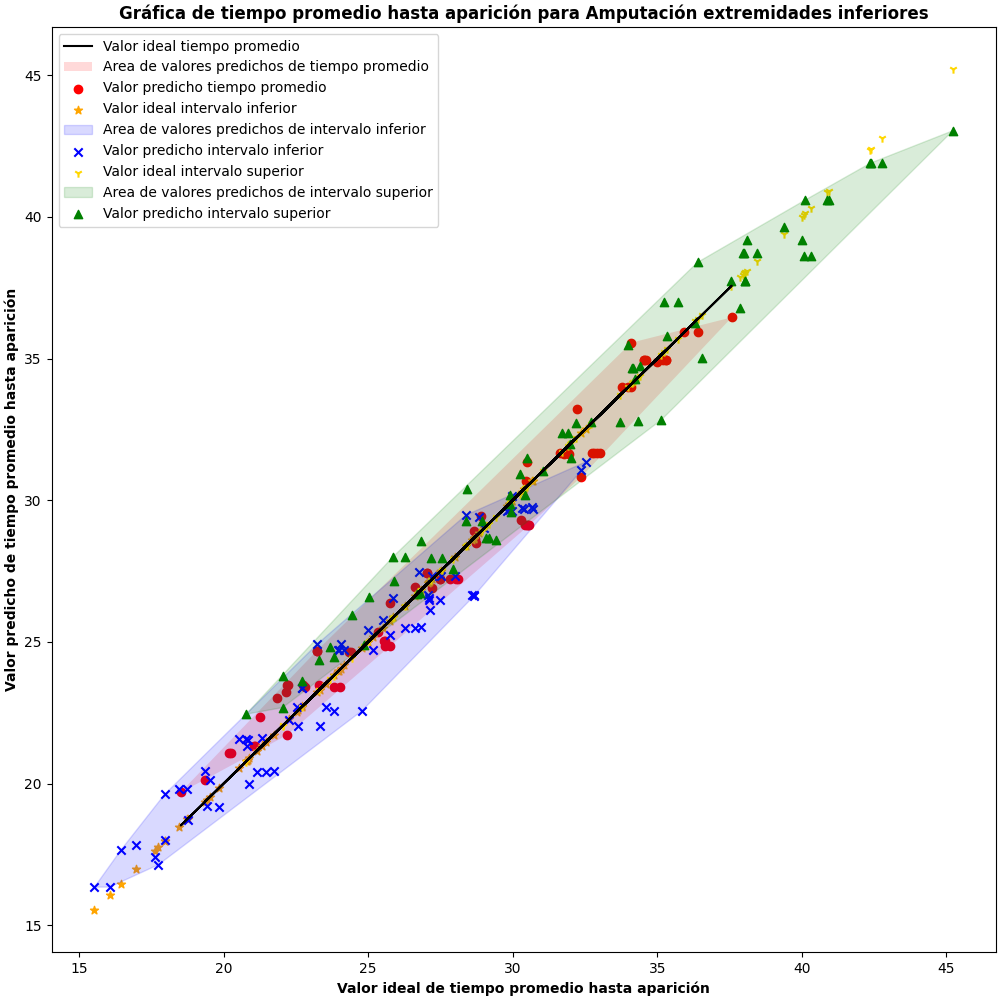 Gráfica de tiempo promedio hasta aparición para Amputación extremidades inferiores
Valor ideal tiempo promedio
Area de valores predichos de tiempo promedio
Valor predicho tiempo promedio
Valor ideal intervalo inferior
Area de valores predichos de intervalo inferior
Valor predicho intervalo inferior
Valor ideal intervalo superior
Area de valores predichos de intervalo superior
Valor predicho intervalo superior
Valor predicho de tiempo promedio hasta aparición
45
40
35
30
25
20
15
15 20 25 30 35 40 45
Valor ideal de tiempo promedio hasta aparición